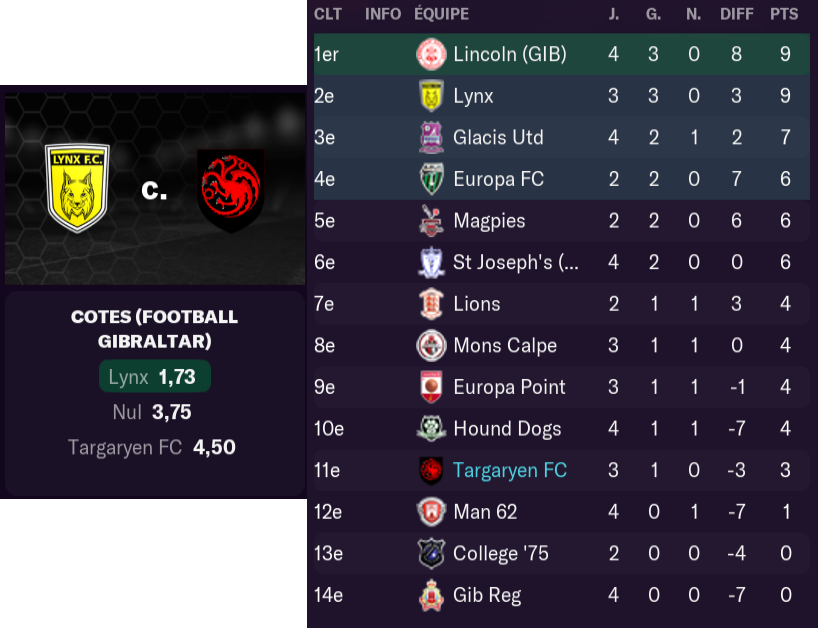 LYNX F.C.
c.
COTES (FOOTBALL
GIBRALTAR)
Lynx 1,73
Nul 3,75
Targaryen FC 4,50
CLT INFO ÉQUIPE J. G. N. DIFF PTS
1er Lincoln (GIB) 4 3 0 8 9
2e Lynx 3 3 0 3 9
3e Glacis Utd 4 2 1 2 7
4e Europa FC 2 2 0 7 6
5e Magpies 2 2 0 6 6
6e St Joseph's (... 4 2 0 0 6
7e Lions 2 1 1 3 4
8e Mons Calpe 3 1 1 0 4
9e Europa Point 3 1 1 -1 4
10e Hound Dogs 4 1 1 -7 4
11e Targaryen FC 3 1 0 -3 3
12e Man 62 4 0 1 -7 1
13e College '75 2 0 0 -4 0
14e Gib Reg 4 0 0 -7 0